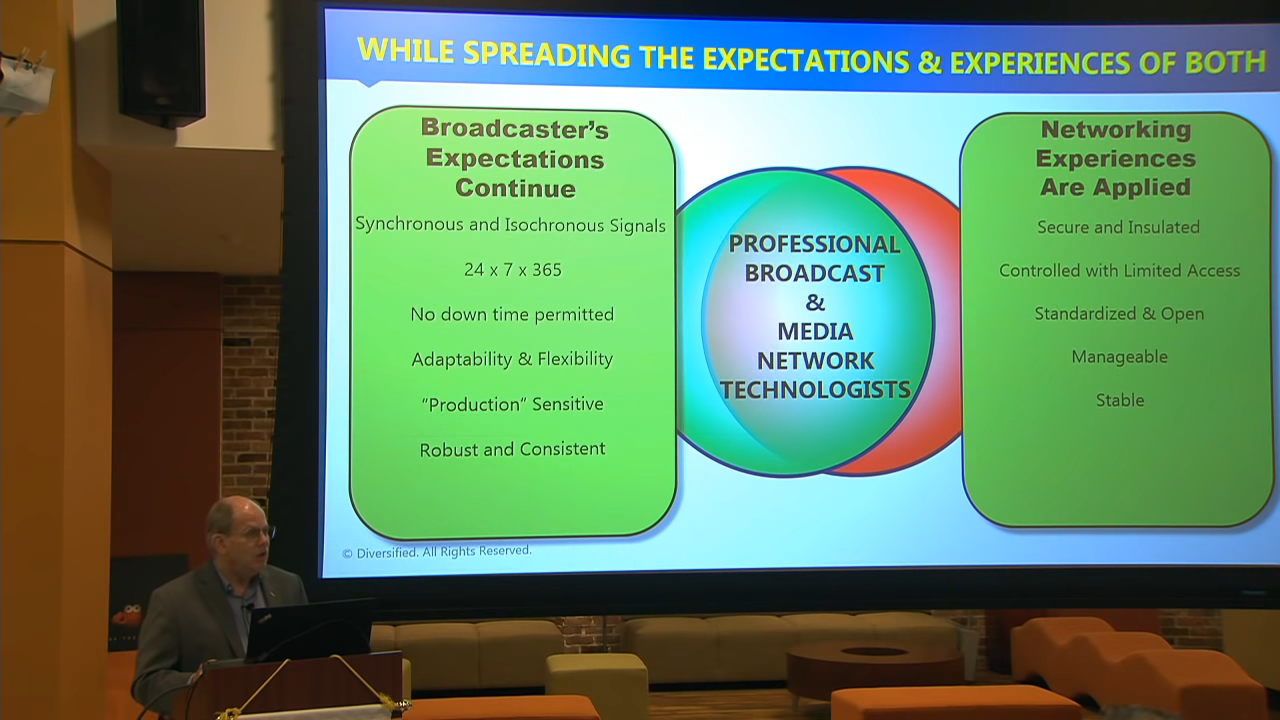 WHILE SPREADING THE EXPECTATIONS & EXPERIENCES OF BOTH
Broadcaster's
Expectations
Continue
Synchronous and Isochronous Signals
24 x 7 x 365
No down time permitted
Adaptability & Flexibility
"Production" Sensitive
Robust and Consistent
PROFESSIONAL
BROADCAST
&
MEDIA
NETWORK
TECHNOLOGISTS
Networking
Experiences
Are Applied
Secure and Insulated
Controlled with Limited Access
Standardized & Open
Manageable
Stable
© Diversified. All Rights Reserved.